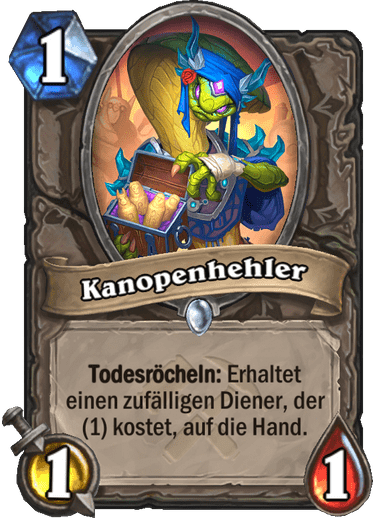 1
Kanopenhehler
Todesröcheln: Erhaltet
einen zufälligen Diener, der
(1) kostet, auf die Hand.
1
1